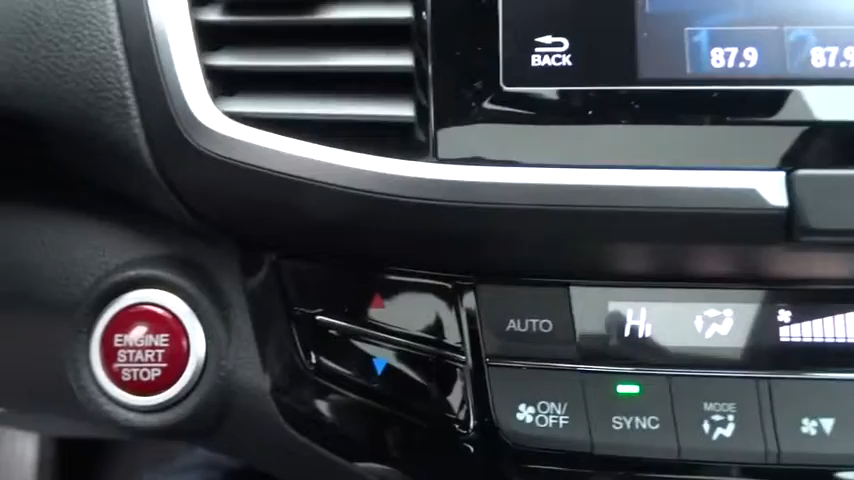 BACK
87.9
87.9
ENGINE
START
STOP
AUTO
Hi
ON/
OFF
SYNC
MODE